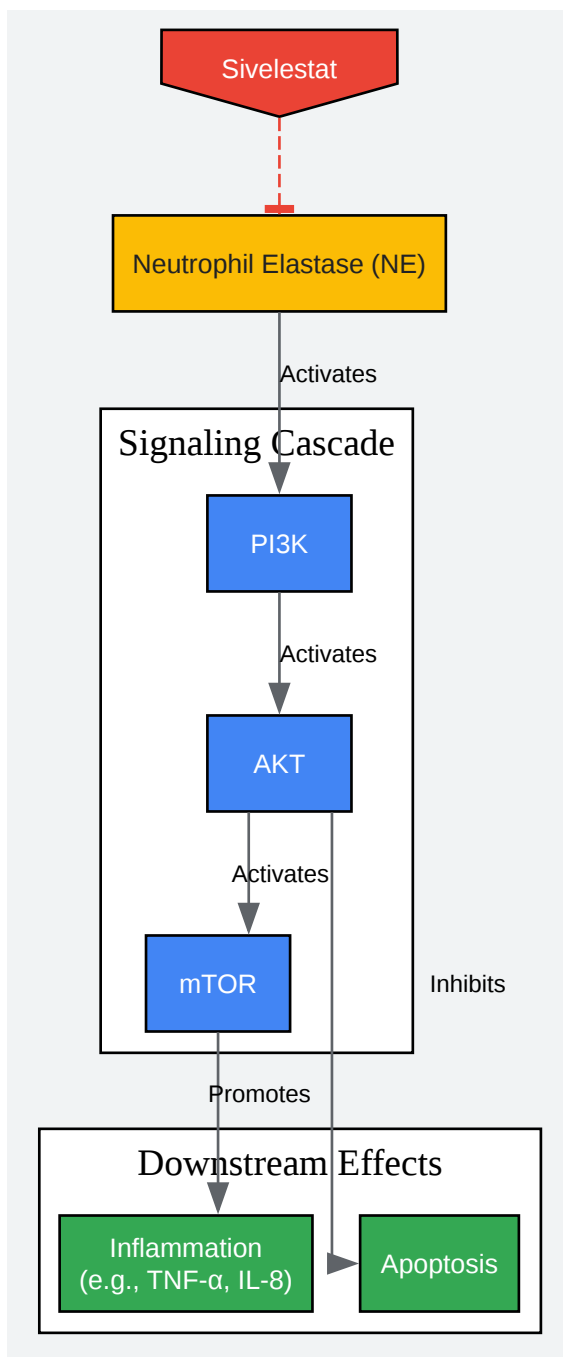 Sivelestat
Neutrophil Elastase (NE)
Activates
Signaling Cascade
PI3K
Activates
AKT
Activates
mTOR
Inhibits
Promotes
Downstream Effects
Inflammation
(e.g., TNF-α, IL-8)
Apoptosis